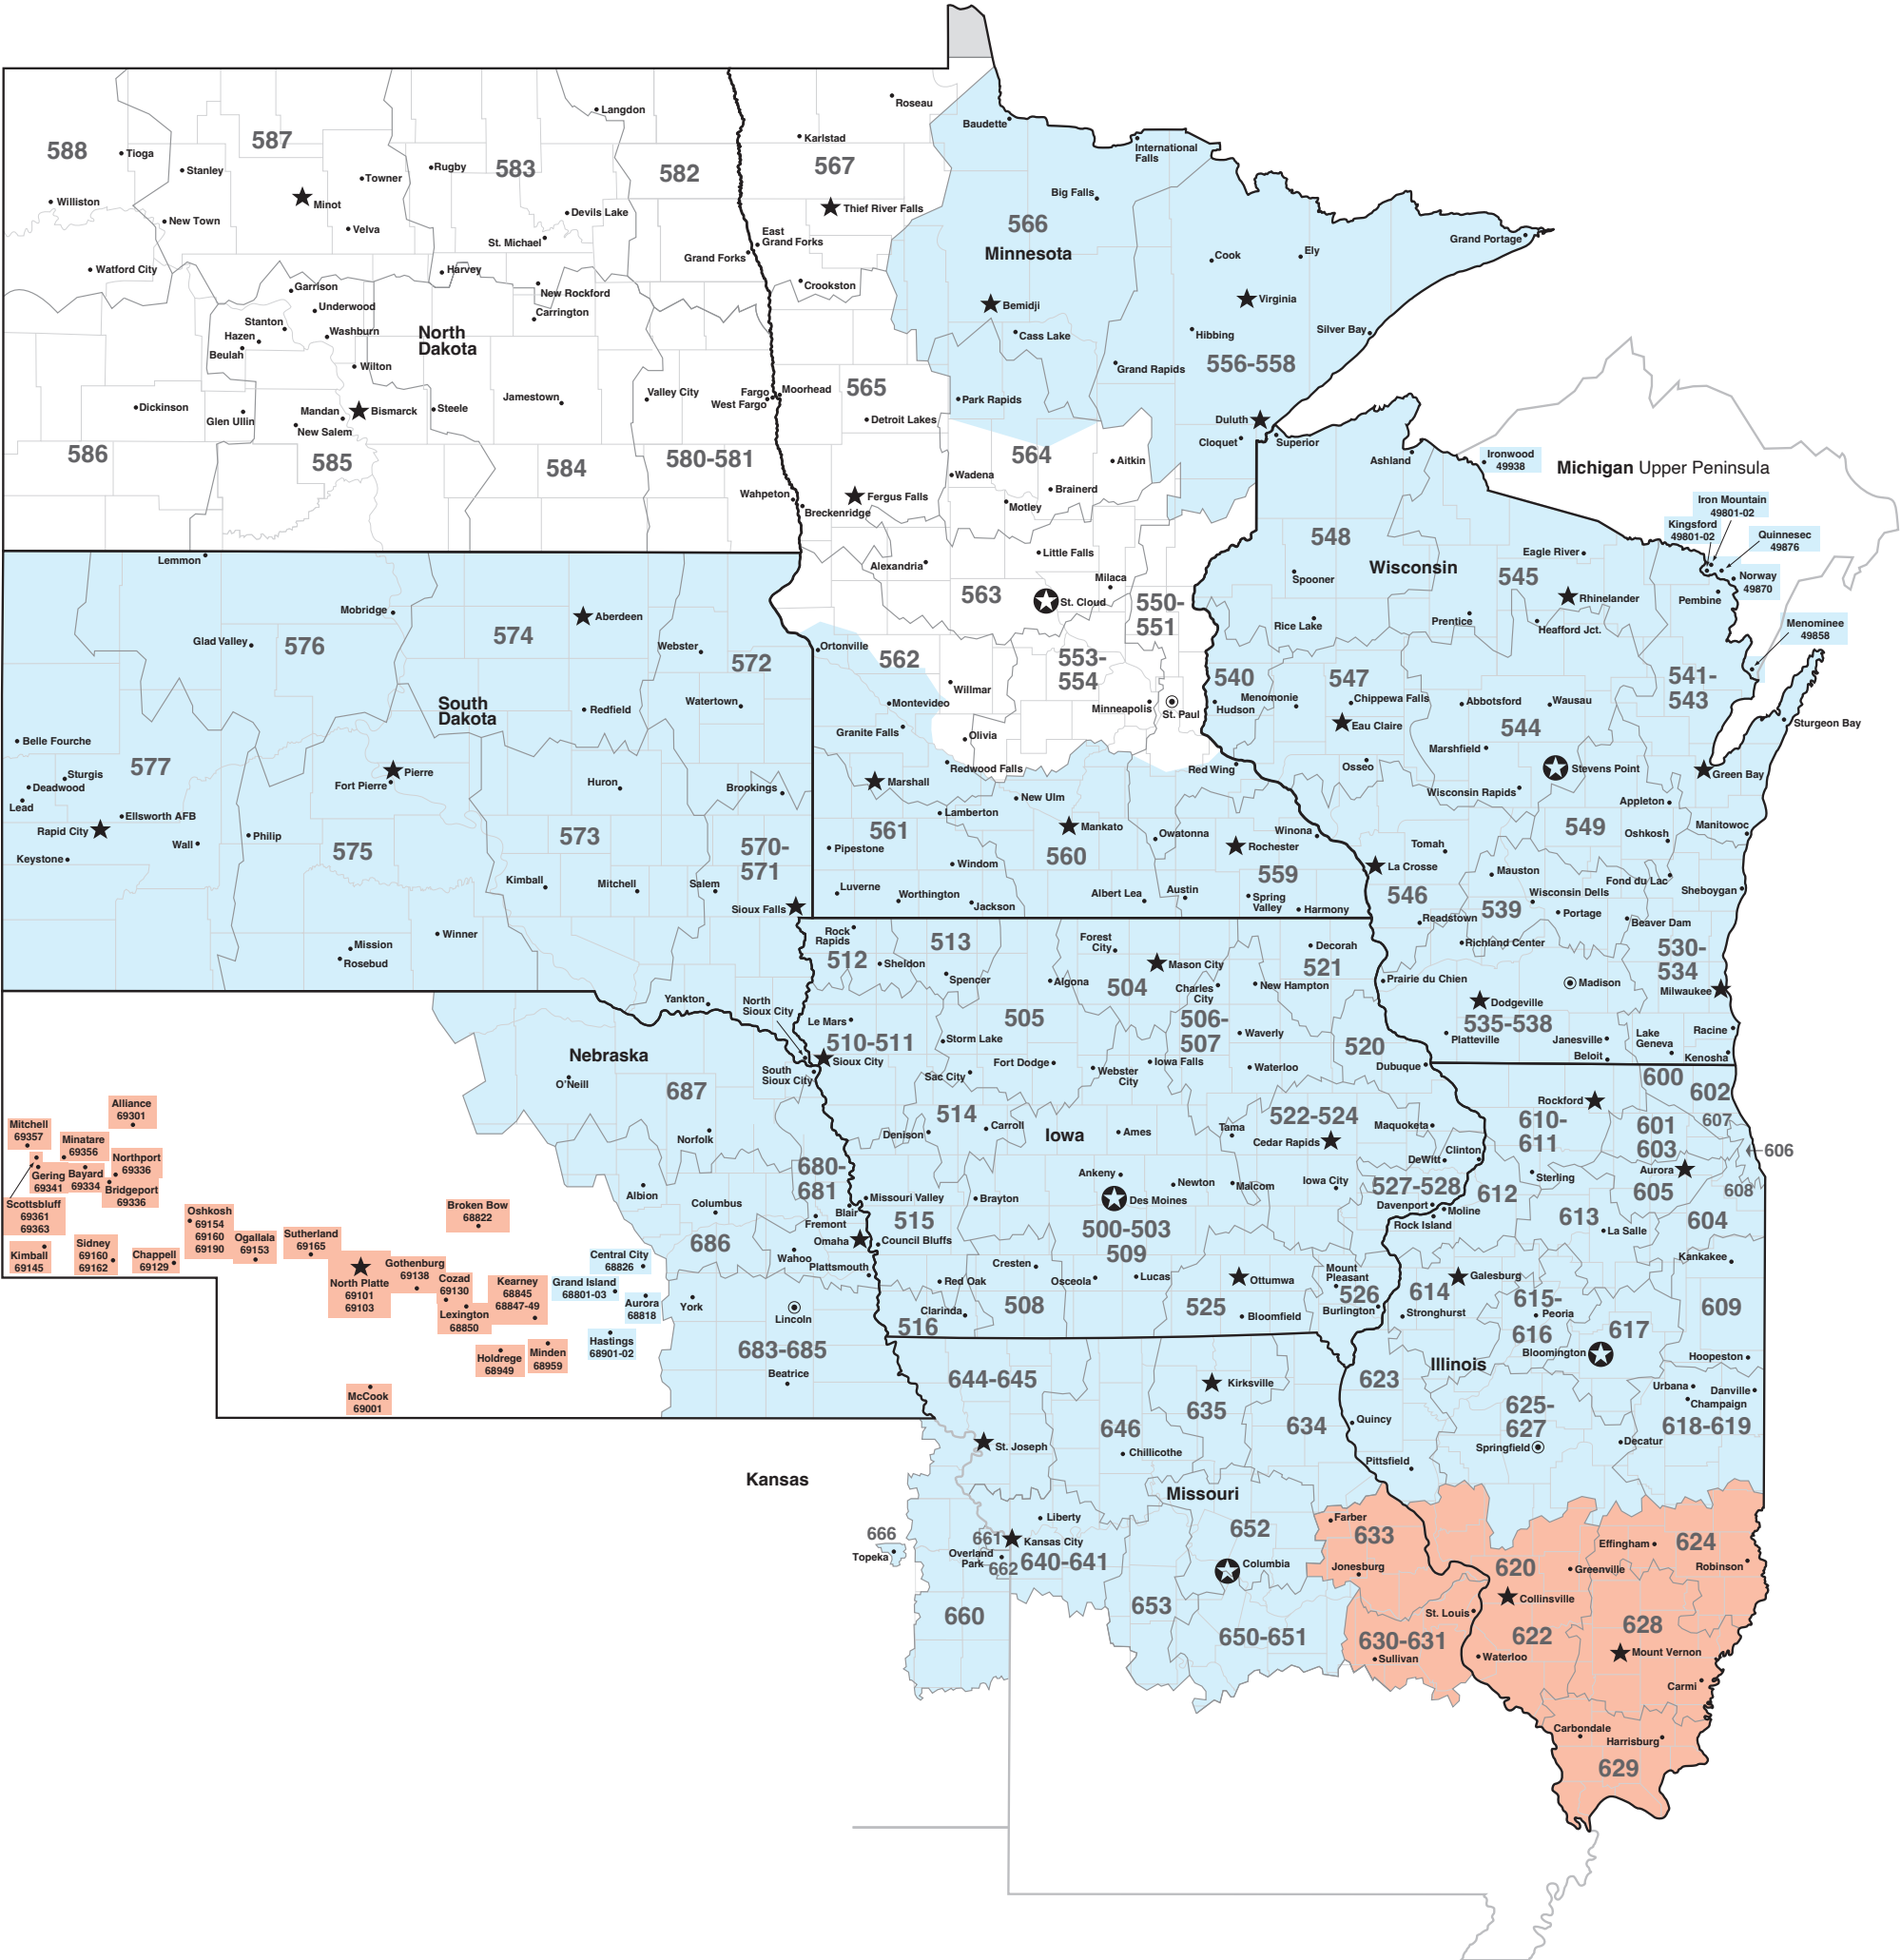 Roseau
Baudette
Langdon
Karlstad
International
Falls
588
587
Tioga
Stanley
Towner
Rugby
583
582
567
Big Falls
Williston
Minot
New Town
Velva
Devils Lake
St. Michael
Thief River Falls
East
Grand Forks
Grand Forks
566
Minnesota
Grand Portage
Cook
Ely
Watford City
Harvey
Garrison
New Rockford
Carrington
Crookston
Bemidji
Virginia
Underwood
Stanton
Hazen
Washburn
Beulah
North
Dakota
Cass Lake
Hibbing
Silver Bay
556-558
Grand Rapids
Wilton
Dickinson
Glen Ullin
Mandan
Bismarck
Steele
New Salem
Jamestown
Valley City
Fargo
West Fargo
Moorhead
565
Detroit Lakes
Park Rapids
Duluth
Cloquet
Superior
586
585
584
580-581
564
Wadena
Aitkin
Brainerd
Motley
Ashland
Ironwood
49938
Michigan Upper Peninsula
Wahpeton
Breckenridge
Fergus Falls
Iron Mountain
49801-02
Kingsford
49801-02
Quinnesec
49876
Norway
49870
Menominee
49858
Lemmon
Alexandria
Little Falls
Milaca
563
St. Cloud
550-
551
548
Wisconsin
Spooner
Rice Lake
Eagle River
545
Rhinelander
Prentice
Heafford Jct.
Pembine
Mobridge
Aberdeen
Glad Valley
576
574
Webster
572
Ortonville
562
553-
554
Willmar
Minneapolis
St. Paul
540
Hudson
Menomonie
547
Chippewa Falls
Eau Claire
Abbotsford
Wausau
544
541-
543
Sturgeon Bay
South
Dakota
Redfield
Watertown
Montevideo
Granite Falls
Olivia
Belle Fourche
577
Sturgis
Deadwood
Lead
Pierre
Fort Pierre
Huron
Brookings
Marshall
Redwood Falls
Red Wing
Osseo
Marshfield
Stevens Point
Wisconsin Rapids
Green Bay
Appleton
Ellsworth AFB
Rapid City
Wall
Philip
Keystone
575
573
570-
571
Lamberton
New Ulm
561
Pipestone
Mankato
560
Owatonna
Winona
Rochester
559
Windom
549
Oshkosh
Manitowoc
Tomah
La Crosse
Mauston
Fond du Lac
Sheboygan
Kimball
Mitchell
Salem
Sioux Falls
Luverne
Worthington
Jackson
Albert Lea
Austin
Spring
Valley
Harmony
546
539
Wisconsin Dells
Portage
Readstown
Beaver Dam
Richland Center
530-
534
Milwaukee
Winner
Mission
Rosebud
Rock
Rapids
512
Sheldon
513
Spencer
Forest
City
Algona
504
Mason City
Charles
City
Decorah
521
New Hampton
Prairie du Chien
Madison
Dodgeville
535-538
Platteville
Janesville
Beloit
Lake
Geneva
Racine
Kenosha
Yankton
North
Sioux City
Le Mars
510-511
Sioux City
South
Sioux City
505
Storm Lake
Fort Dodge
Sac City
Webster
City
506-
507
Iowa Falls
Waverly
Waterloo
520
Dubuque
600
602
Nebraska
O'Neill
687
Norfolk
514
Carroll
Denison
Iowa
Ames
522-524
Tama
Cedar Rapids
Maquoketa
DeWitt
Clinton
Rockford
610-
611
601
603
607
606
Aurora
605
608
Sterling
612
Alliance
69301
Mitchell
69357
Minatare
69356
Northport
69336
Gering
69341
Bayard
69334
Bridgeport
69336
Scottsbluff
69361
69363
Kimball
69145
Sidney
69160
69162
Chappell
69129
Oshkosh
69154
69160
69190
Ogallala
69153
Sutherland
69165
North Platte
69101
69103
Gothenburg
69138
Cozad
69130
Lexington
68850
Broken Bow
68822
Kearney
68845
68847-49
Holdrege
68949
Minden
68959
McCook
69001
Central City
68826
Grand Island
68801-03
Aurora
68818
Hastings
68901-02
Albion
Columbus
680-
681
Blair
Fremont
Omaha
Wahoo
Plattsmouth
686
York
Lincoln
683-685
Beatrice
Missouri Valley
515
Council Bluffs
Brayton
Ankeny
Des Moines
500-503
509
Newton
Malcom
Iowa City
527-528
Davenport
Moline
Rock Island
Creston
Osceola
Lucas
Red Oak
508
Clarinda
516
Ottumwa
525
Bloomfield
Mount
Pleasant
526
Burlington
613
La Salle
604
Kankakee
614
Galesburg
Stronghurst
615-
Peoria
616
617
Bloomington
609
Hoopeston
Illinois
623
Urbana
Danville
Champaign
618-619
625-
627
Springfield
Decatur
Quincy
Pittsfield
644-645
St. Joseph
646
Chillicothe
Kirksville
635
634
Kansas
Missouri
666
Topeka
661
Overland
Park
662
Liberty
Kansas City
640-641
660
652
Columbia
653
650-651
Farber
633
Jonesburg
St. Louis
630-631
Sullivan
620
Greenville
Collinsville
622
Waterloo
Effingham
624
Robinson
628
Mount Vernon
Carmi
Carbondale
Harrisburg
629